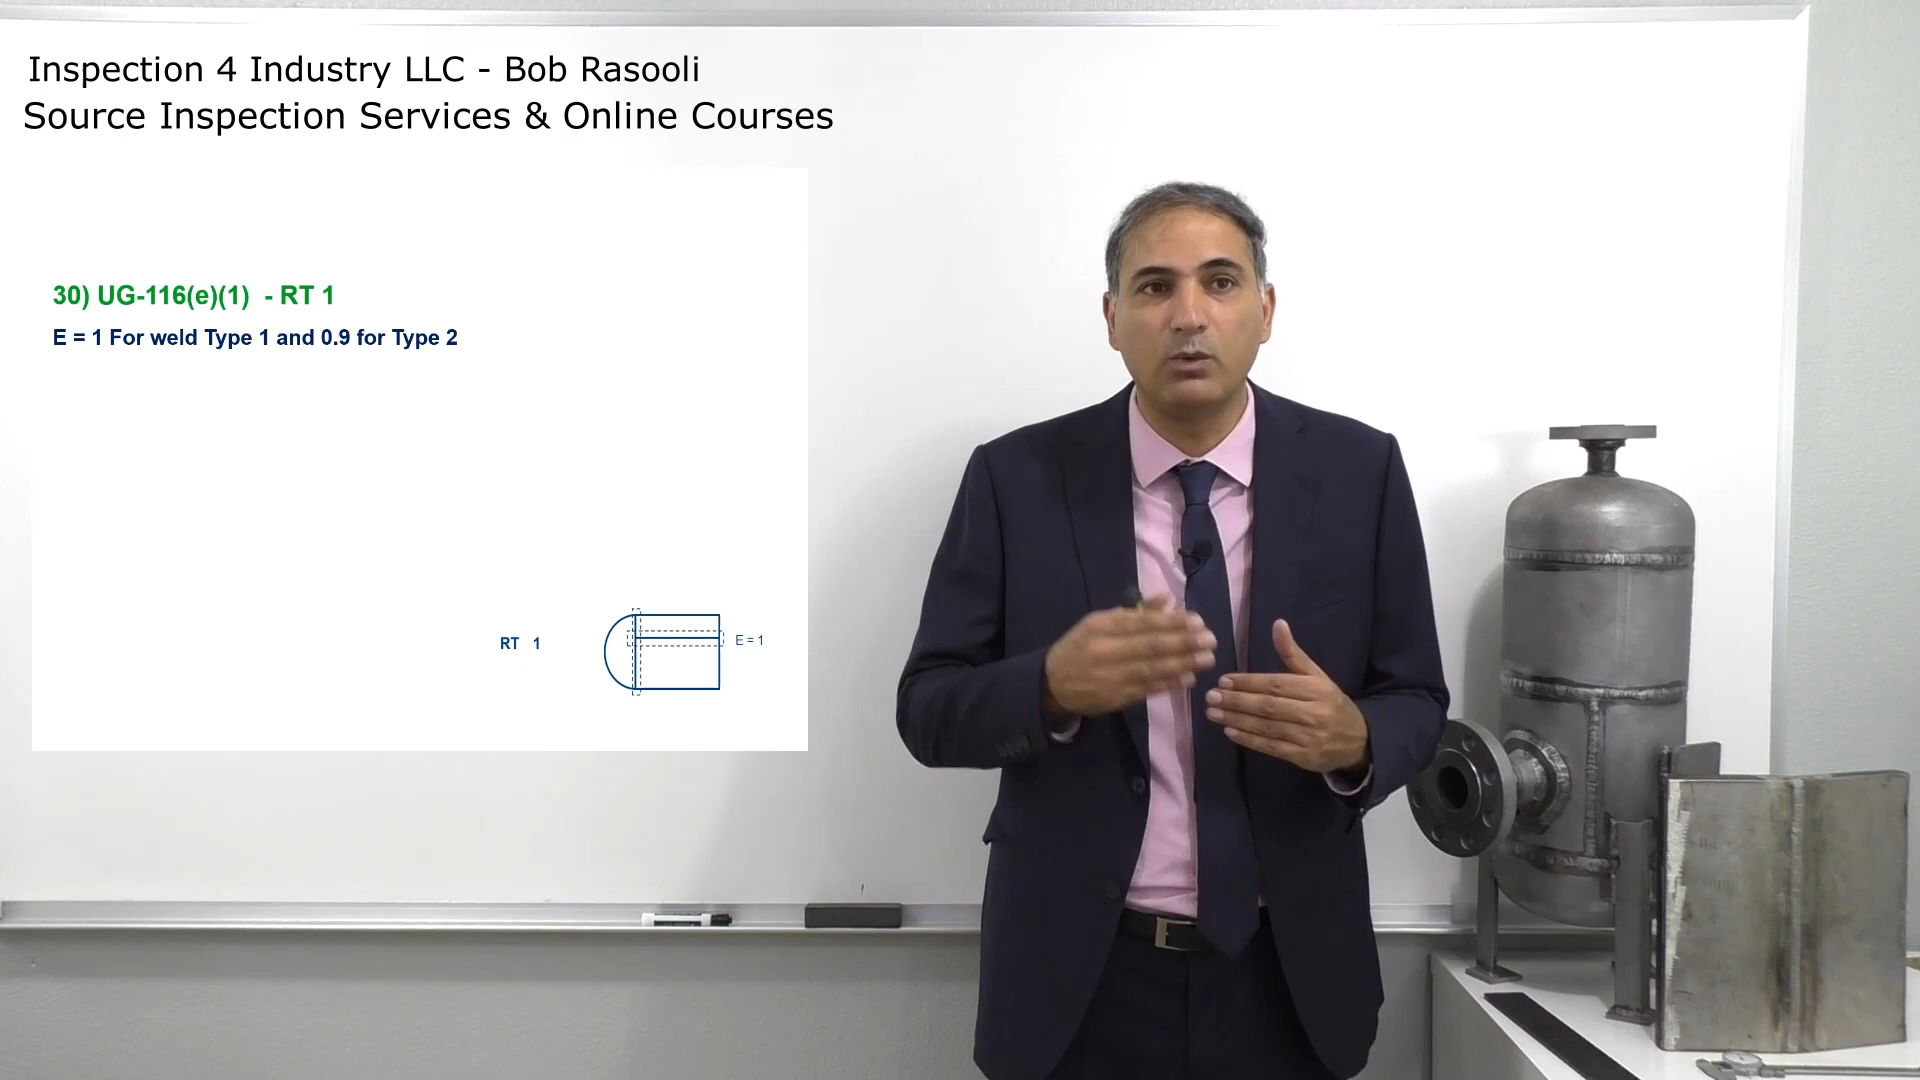 Inspection 4 Industry LLC - Bob Rasooli
Source Inspection Services & Online Courses
30) UG-116(e)(1) - RT 1
E = 1 For weld Type 1 and 0.9 for Type 2
RT 1
E = 1